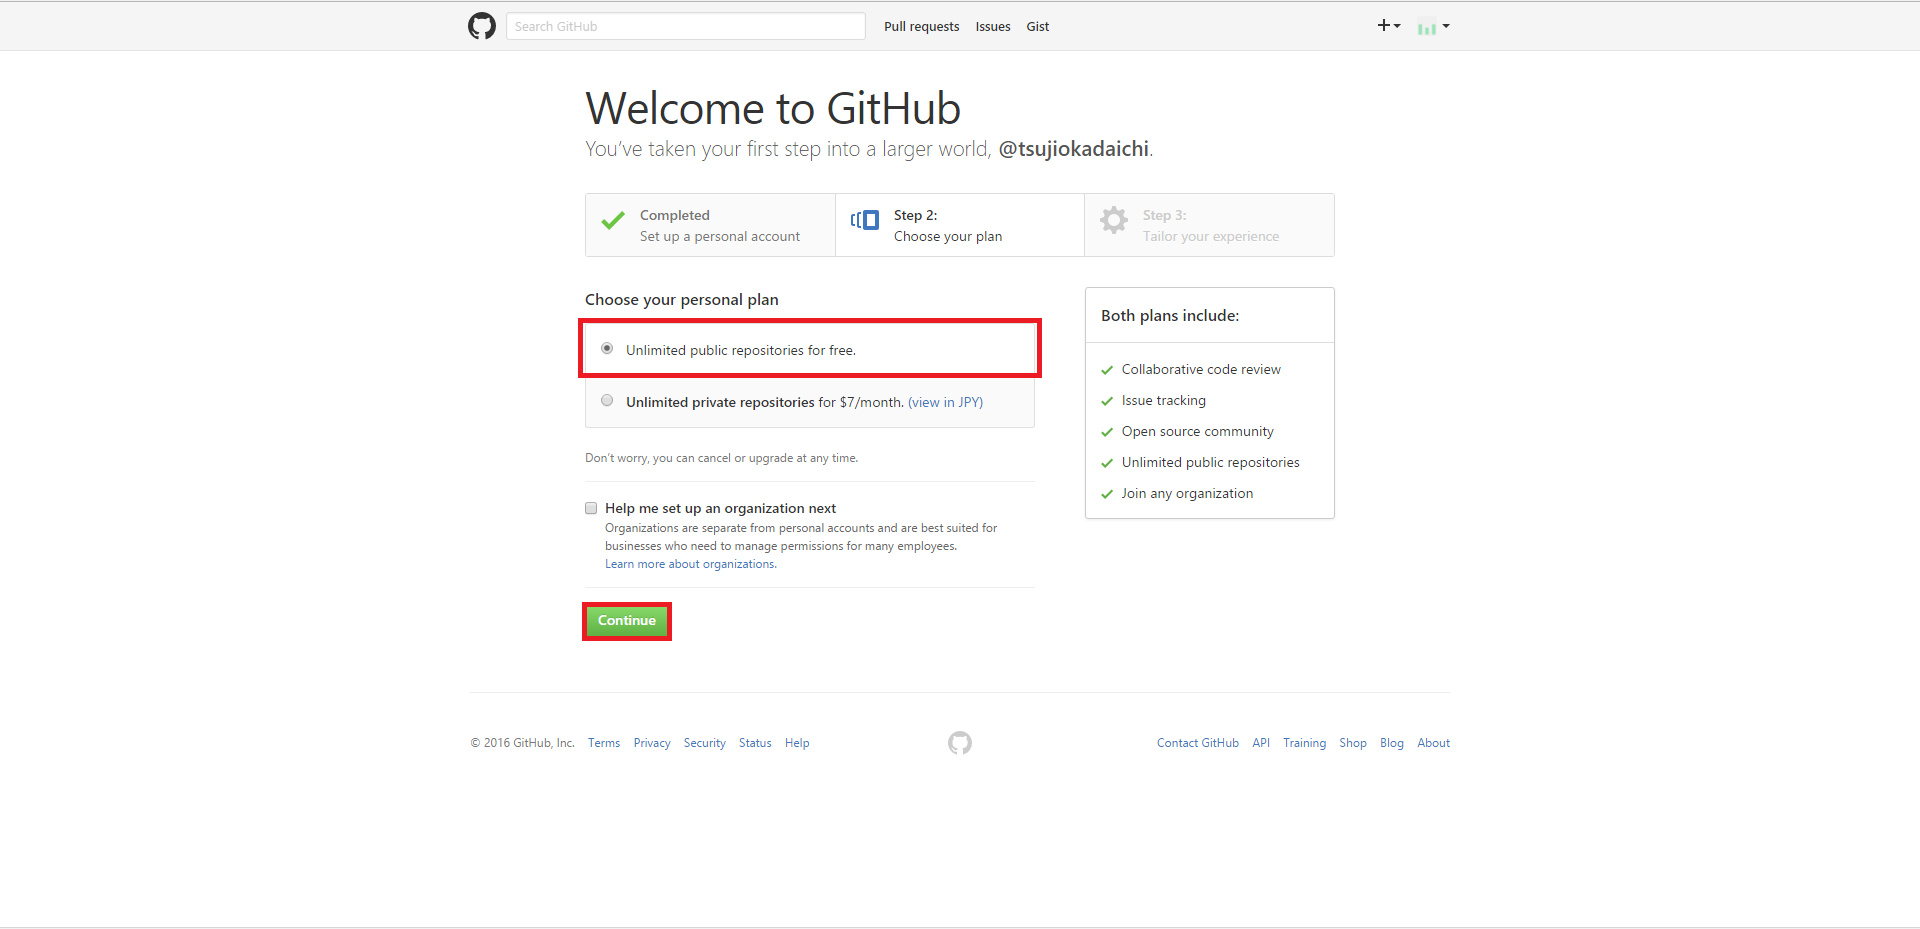 Search GitHub
Pull requests
Issues
Gist
Welcome to GitHub
You’ve taken your first step into a larger world, @tsujiokadaichi.
Completed
Set up a personal account
Step 2:
Choose your plan
Step 3:
Tailor your experience
Choose your personal plan
Unlimited public repositories for free.
Unlimited private repositories for $7/month. (view in JPY)
Don’t worry, you can cancel or upgrade at any time.
Help me set up an organization next
Organizations are separate from personal accounts and are best suited for
businesses who need to manage permissions for many employees.
Learn more about organizations.
Continue
Both plans include:
Collaborative code review
Issue tracking
Open source community
Unlimited public repositories
Join any organization
© 2016 GitHub, Inc. Terms Privacy Security Status Help
Contact GitHub API Training Shop Blog About